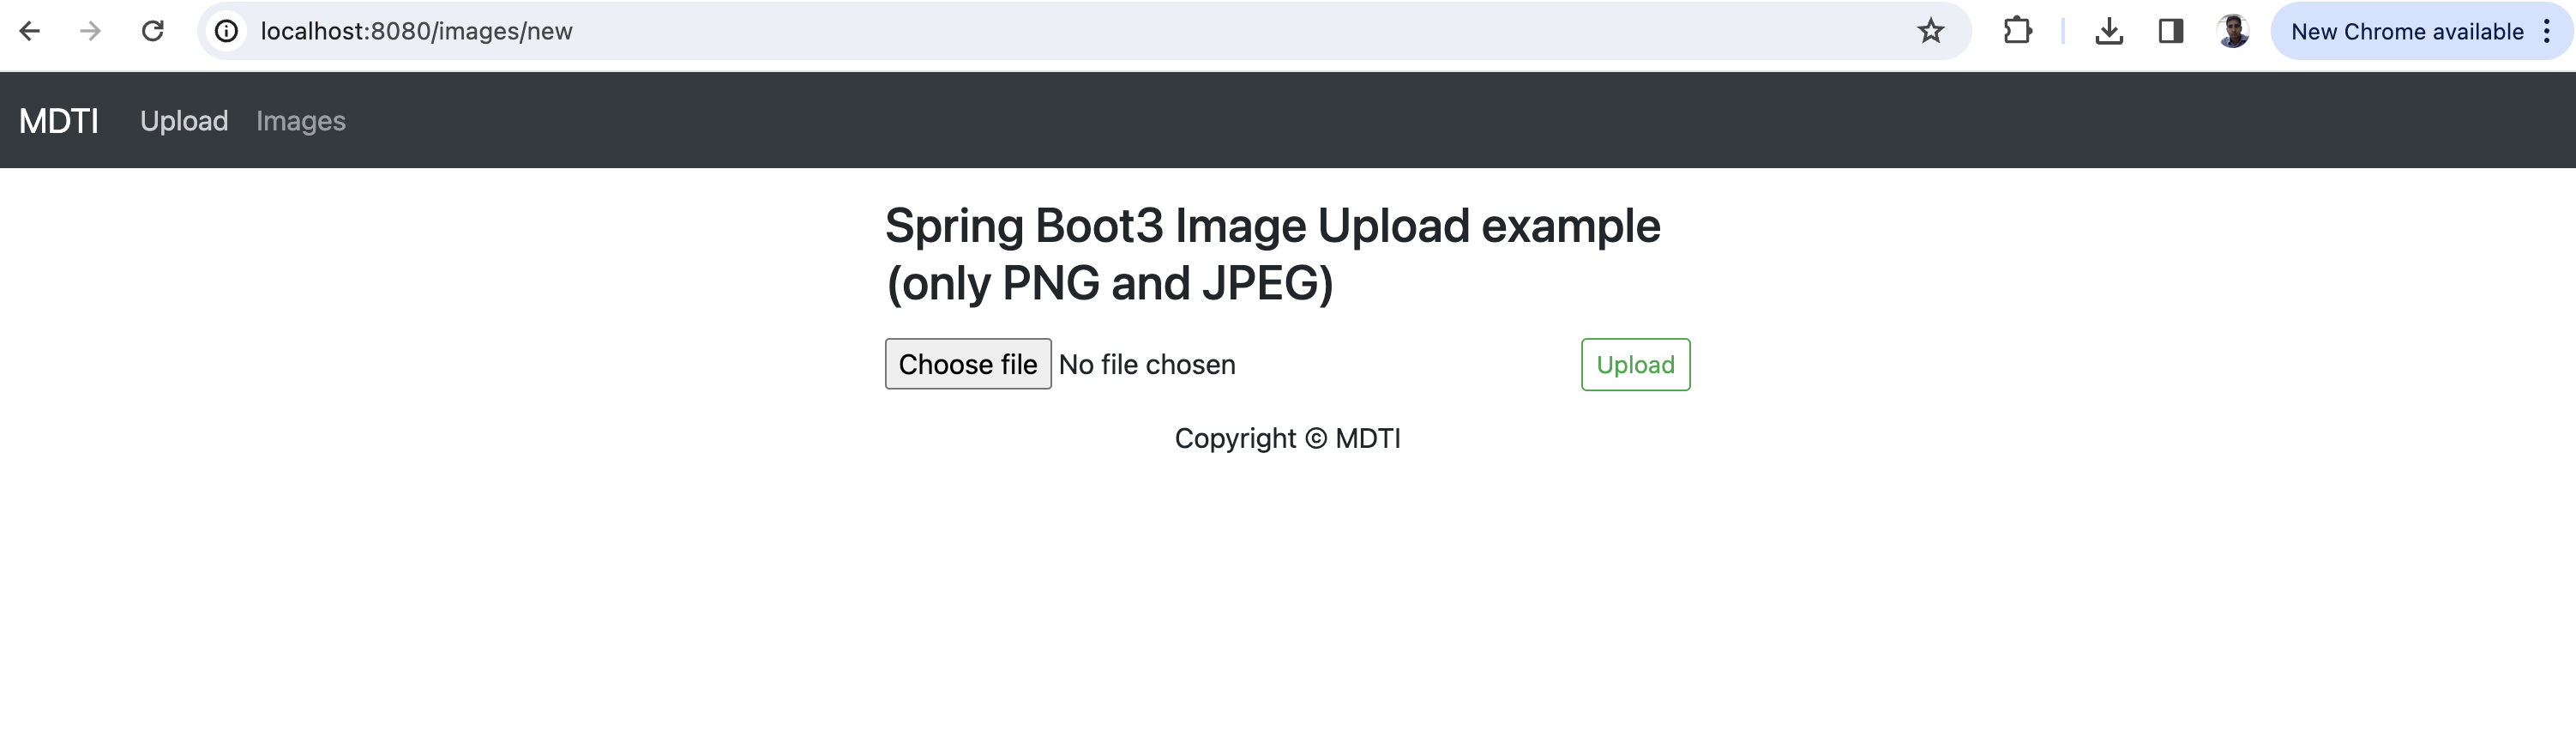 localhost:8080/images/new
New Chrome available
MDTI Upload Images
Spring Boot3 Image Upload example
(only PNG and JPEG)
Choose file No file chosen Upload
Copyright © MDTI